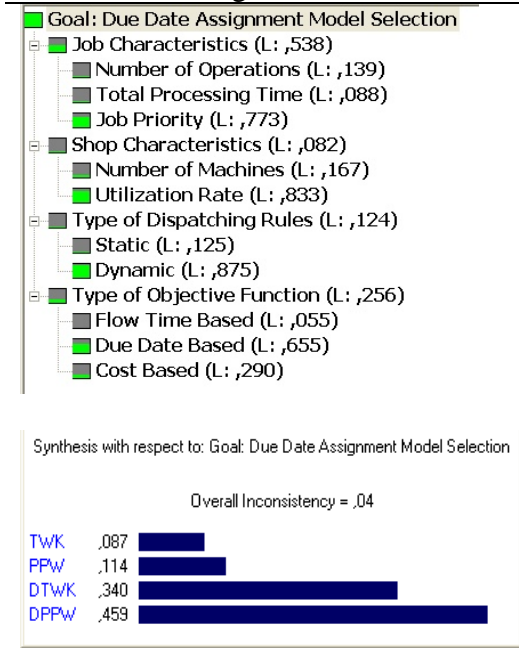 Goal: Due Date Assignment Model Selection
Job Characteristics (L: ,538)
Number of Operations (L: ,139)
Total Processing Time (L: ,088)
Job Priority (L: ,773)
Shop Characteristics (L: ,082)
Number of Machines (L: ,167)
Utilization Rate (L: ,833)
Type of Dispatching Rules (L: ,124)
Static (L: ,125)
Dynamic (L: ,875)
Type of Objective Function (L: ,256)
Flow Time Based (L: ,055)
Due Date Based (L: ,655)
Cost Based (L: ,290)
Synthesis with respect to: Goal: Due Date Assignment Model Selection
Overall Inconsistency = ,04
TWK ,087
PPW ,114
DTWK ,340
DPPW ,459